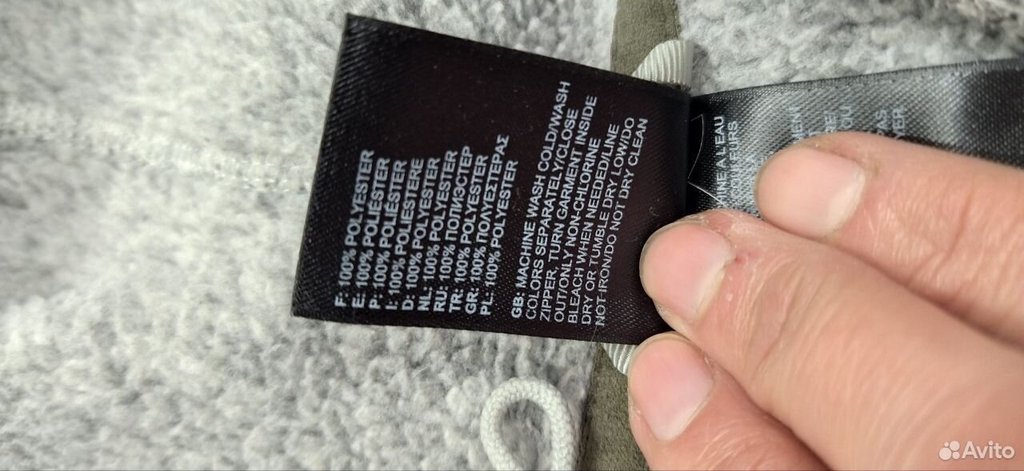 F: 100% POLYESTER
E: 100% POLIÉSTER
P: 100% POLIÉSTER
I: 100% POLIESTERE
D: 100% POLYESTER
NL: 100% POLYESTER
RU: 100% ПОЛИЭСТЕР
TR: 100% POLYESTER
GR: 100% ΠΟΛΥΕΣΤΕΡΑΣ
PL: 100% POLYESTER
GB: MACHINE WASH COLD/WASH
COLORS SEPARATELY/CLOSE
ZIPPER, TURN GARMENT INSIDE
OUT/ONLY NON-CHLORINE
BLEACH WHEN NEEDED/LINE
DRY OR TUMBLE DRY LOW/DO
NOT IRON/DO NOT DRY CLEAN
À L'EAU
Avito